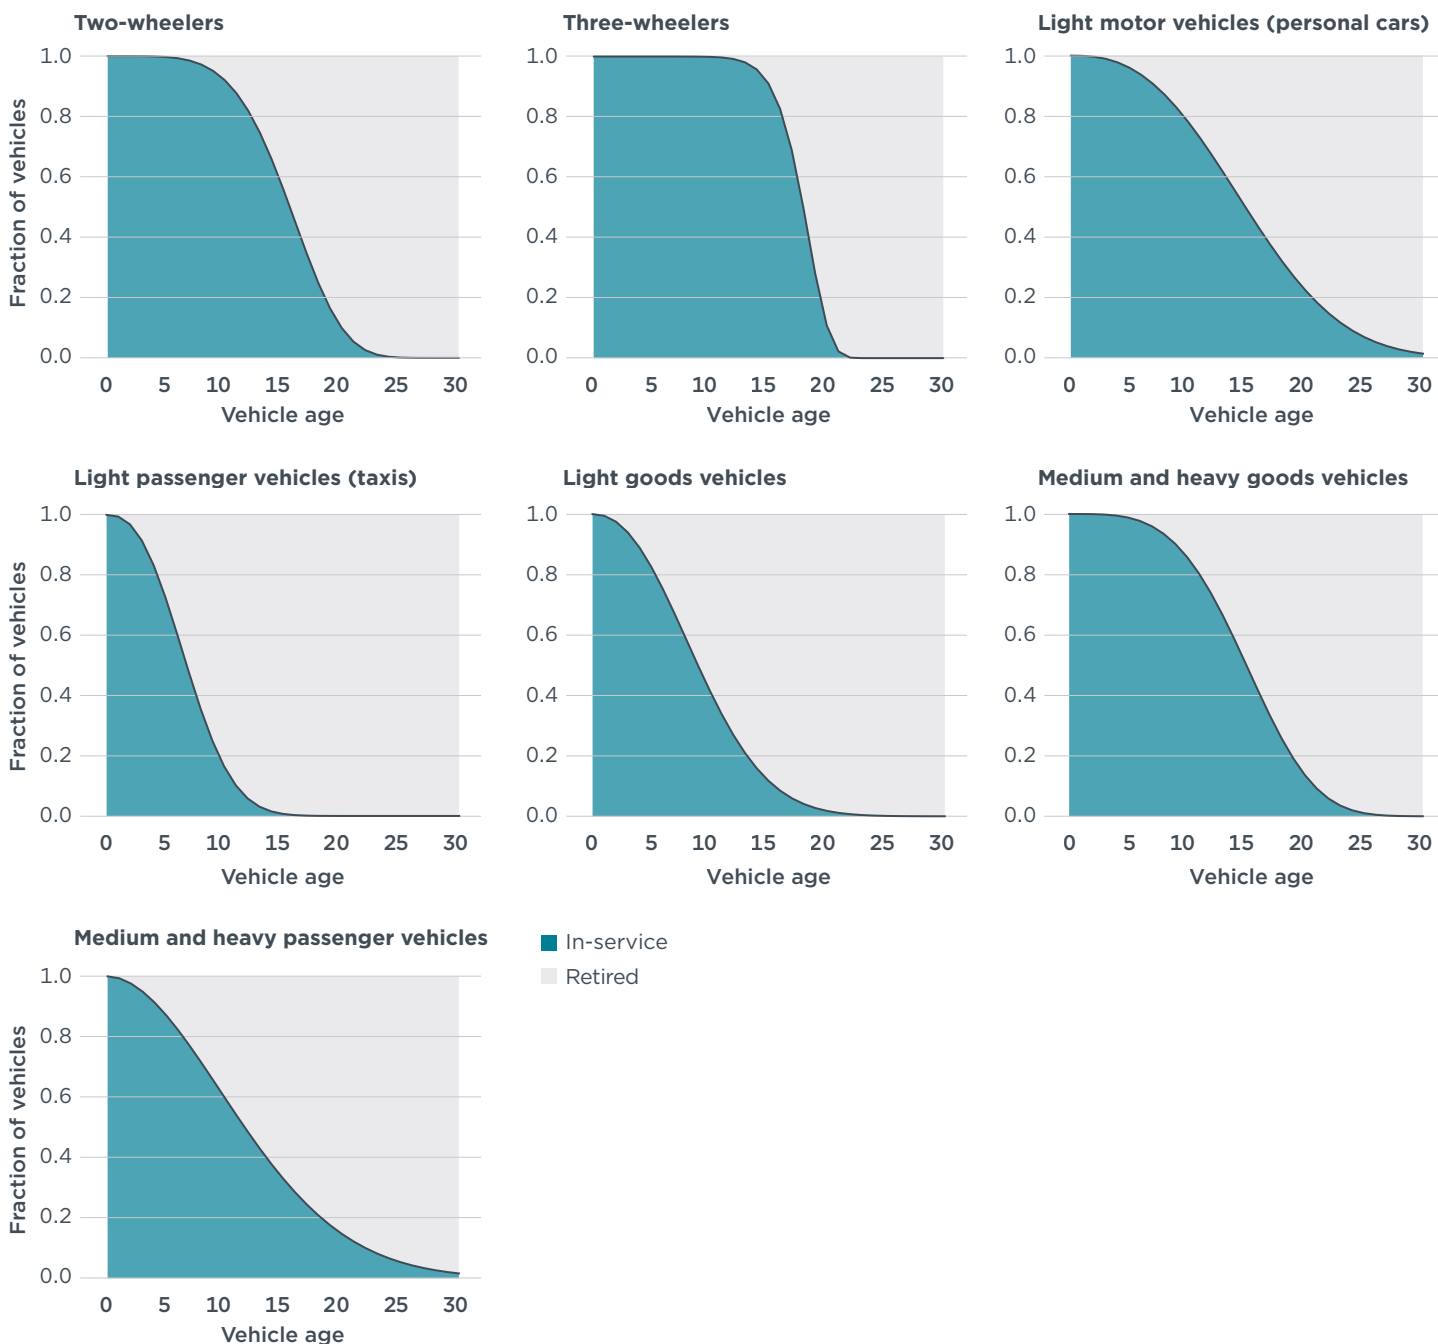 Two-wheelers
Fraction of vehicles
1.0
0.8
0.6
0.4
0.2
0.0
0 5 10 15 20 25 30
Vehicle age
Three-wheelers
1.0
0.8
0.6
0.4
0.2
0.0
0 5 10 15 20 25 30
Vehicle age
Light motor vehicles (personal cars)
1.0
0.8
0.6
0.4
0.2
0.0
0 5 10 15 20 25 30
Vehicle age
Light passenger vehicles (taxis)
Fraction of vehicles
1.0
0.8
0.6
0.4
0.2
0.0
0 5 10 15 20 25 30
Vehicle age
Light goods vehicles
1.0
0.8
0.6
0.4
0.2
0.0
0 5 10 15 20 25 30
Vehicle age
Medium and heavy goods vehicles
1.0
0.8
0.6
0.4
0.2
0.0
0 5 10 15 20 25 30
Vehicle age
Medium and heavy passenger vehicles
Fraction of vehicles
1.0
0.8
0.6
0.4
0.2
0.0
0 5 10 15 20 25 30
Vehicle age
In-service
Retired